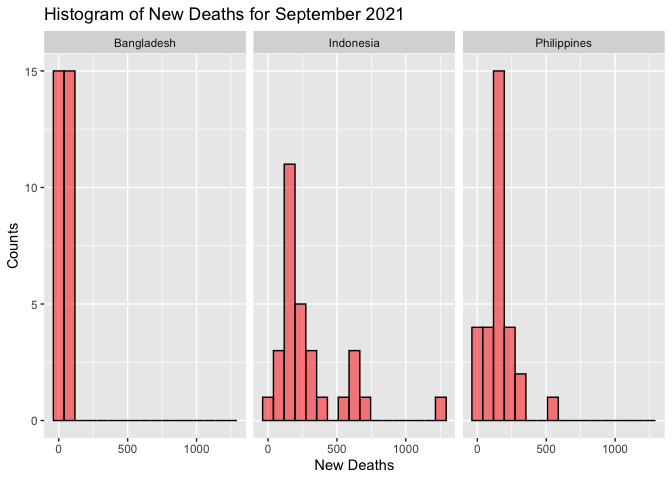 Histogram of New Deaths for September 2021
Bangladesh
Indonesia
Philippines
15
10
5
0
Counts
0 500 1000
0 500 1000
0 500 1000
New Deaths